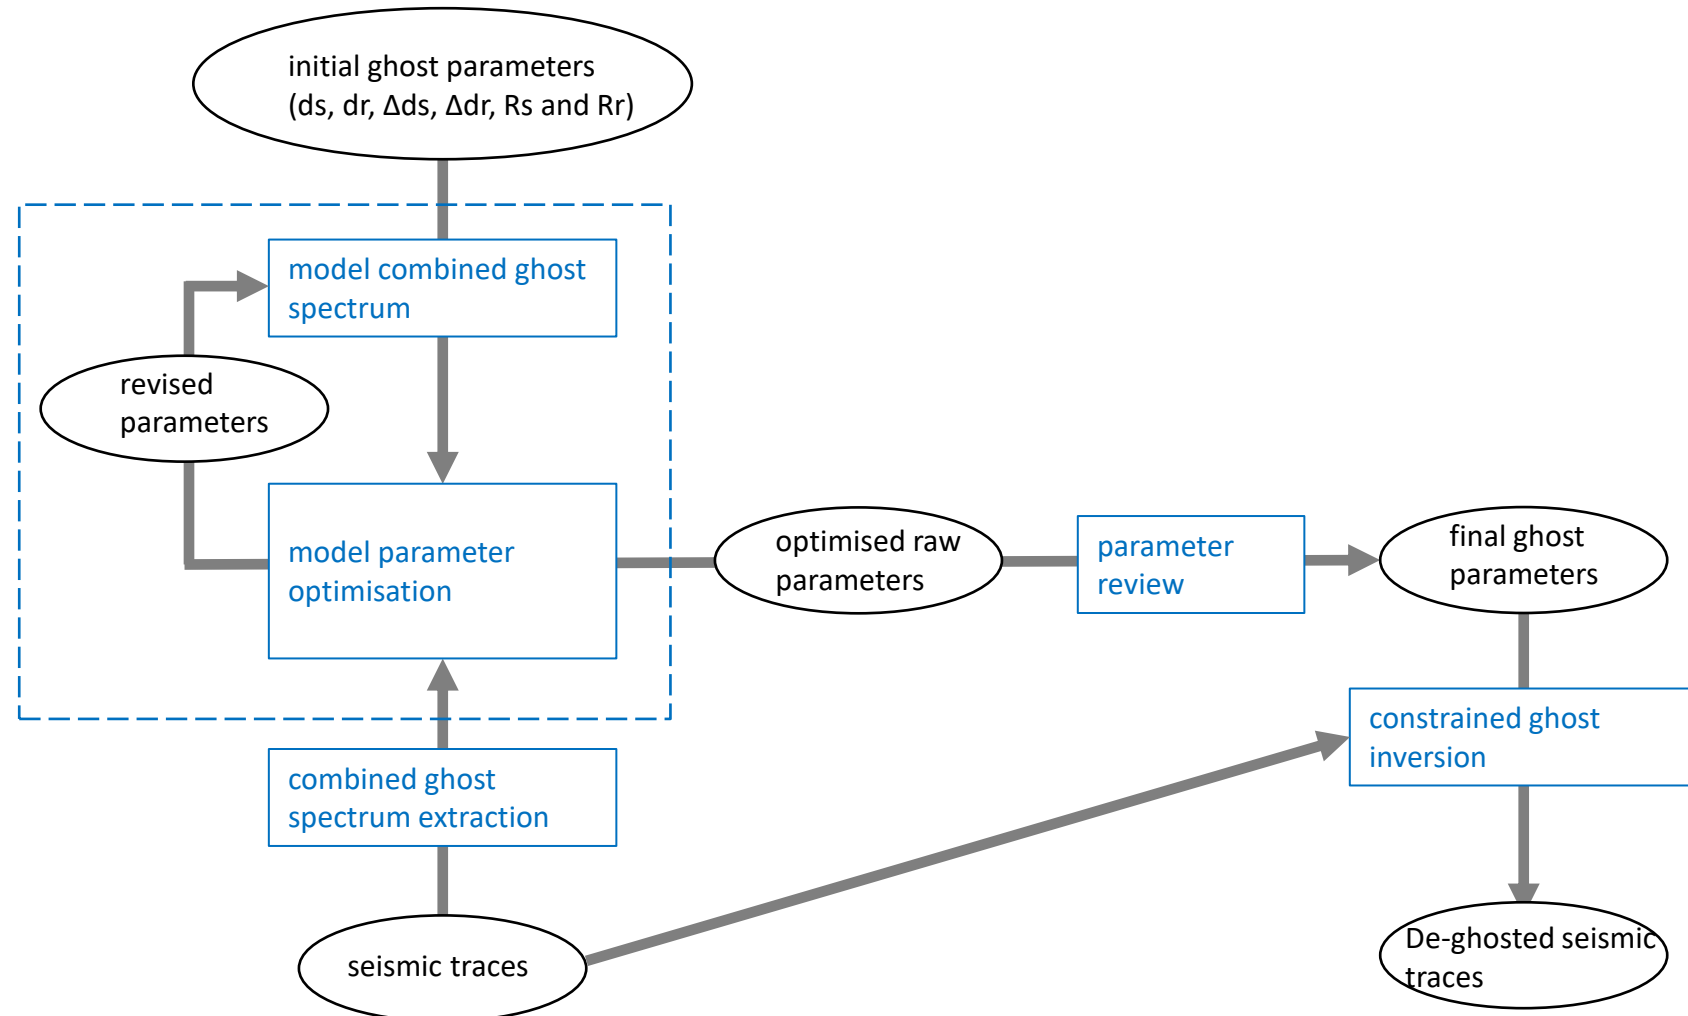 initial ghost parameters
(ds, dr, Δds, Δdr, Rs and Rr)
model combined ghost
spectrum
revised
parameters
model parameter
optimisation
optimised raw
parameters
parameter
review
final ghost
parameters
constrained ghost
inversion
combined ghost
spectrum extraction
seismic traces
De-ghosted seismic
traces